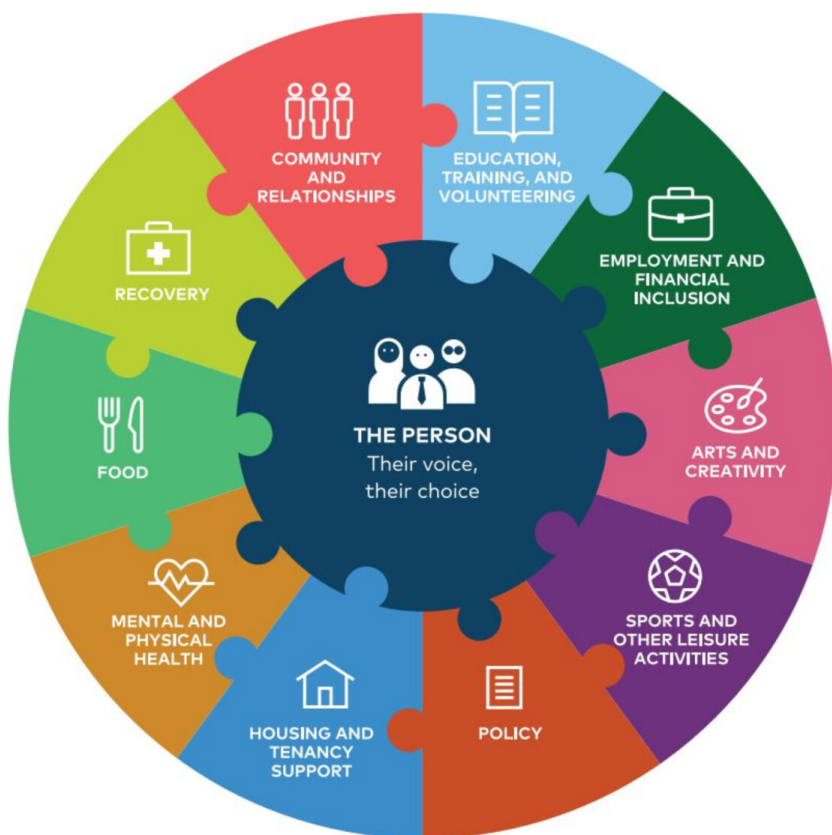 COMMUNITY
AND
RELATIONSHIPS
EDUCATION,
TRAINING, AND
VOLUNTEERING
EMPLOYMENT AND
FINANCIAL
INCLUSION
ARTS AND
CREATIVITY
SPORTS AND
OTHER LEISURE
ACTIVITIES
POLICY
HOUSING AND
TENANCY
SUPPORT
MENTAL AND
PHYSICAL
HEALTH
FOOD
RECOVERY
THE PERSON
Their voice,
their choice